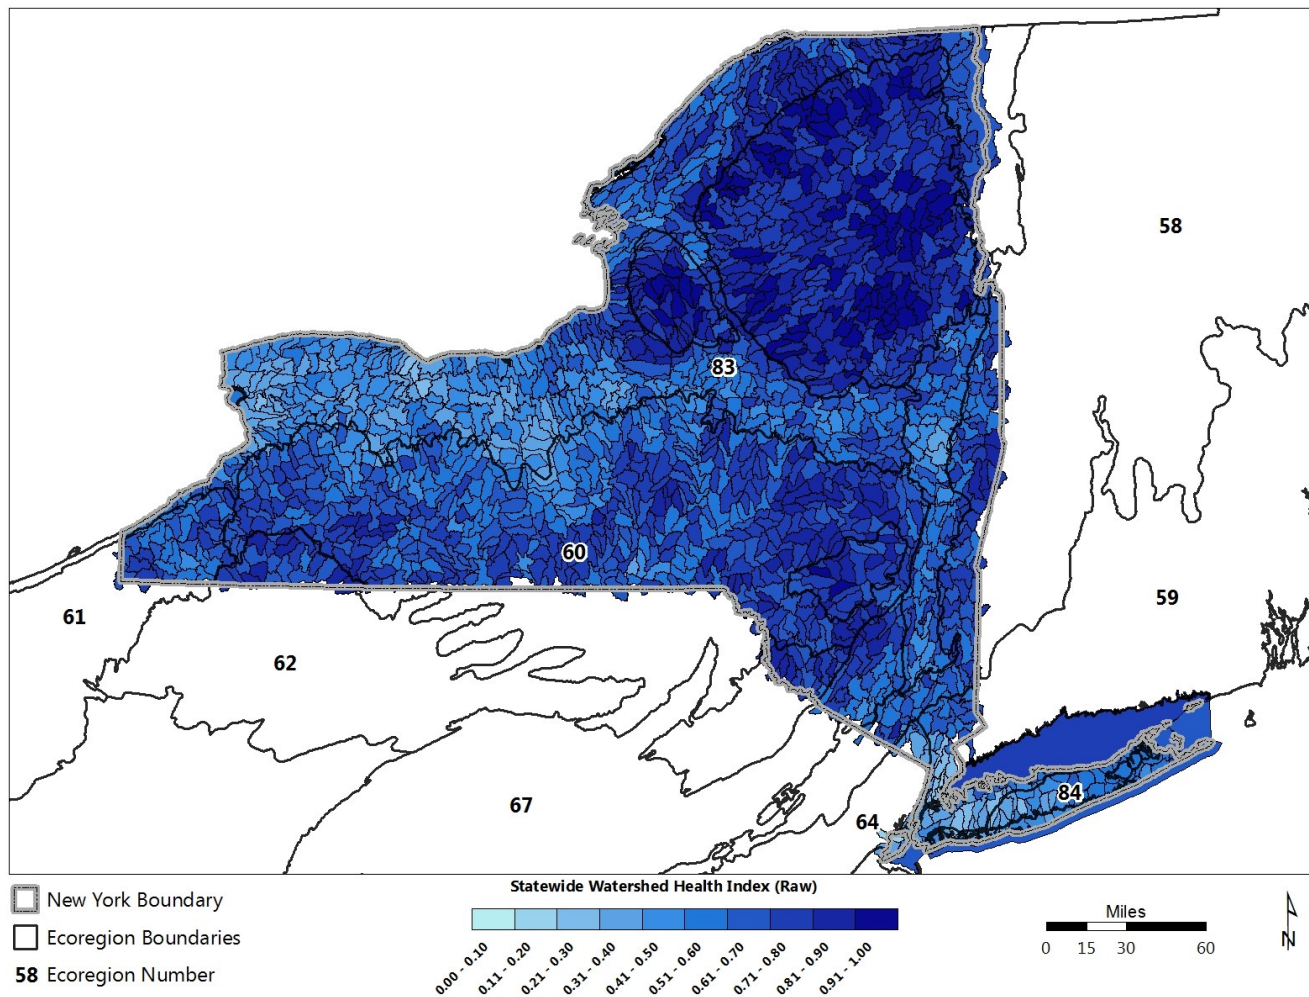 58
83
60
59
61
62
84
67
64
New York Boundary
Ecoregion Boundaries
58 Ecoregion Number
Statewide Watershed Health Index (Raw)
0.00 - 0.10
0.11 - 0.20
0.21 - 0.30
0.31 - 0.40
0.41 - 0.50
0.51 - 0.60
0.61 - 0.70
0.71 - 0.80
0.81 - 0.90
0.91 - 1.00
Miles
0 15 30 60
N